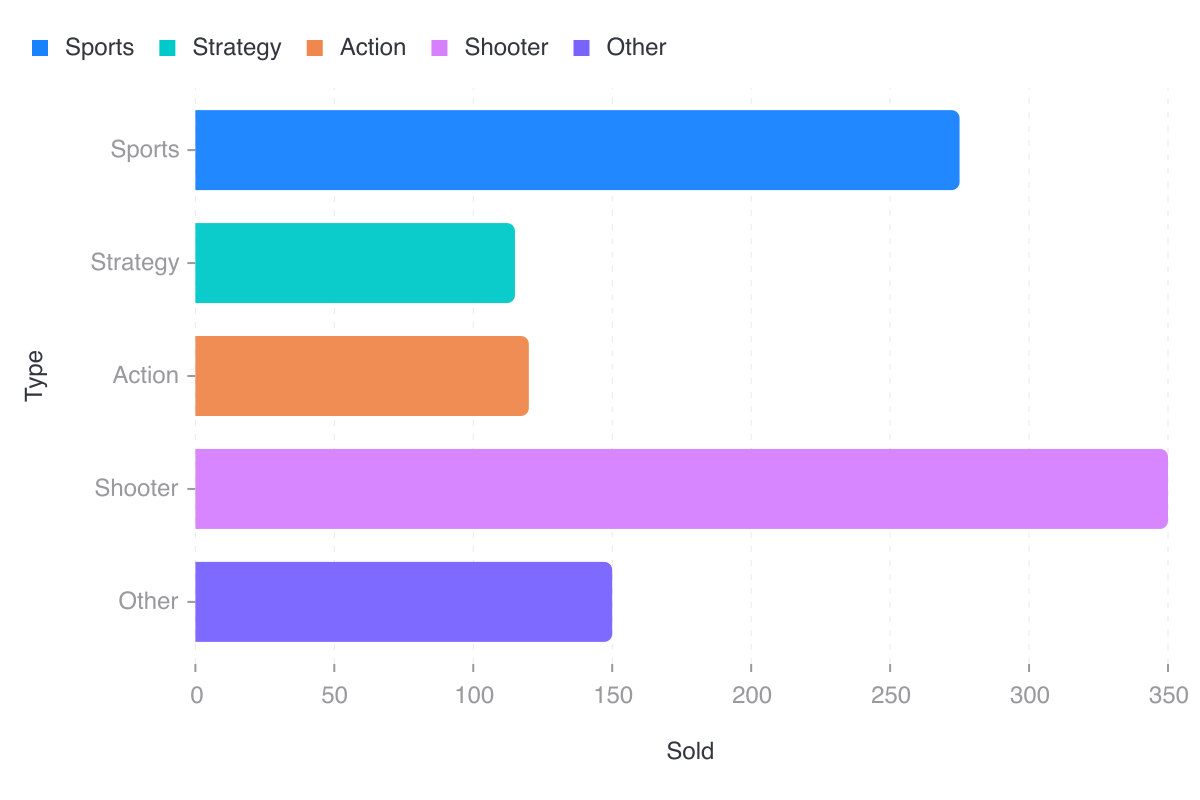 Sports Strategy Action Shooter Other
Sports
Strategy
Action
Shooter
Other
Type
0 50 100 150 200 250 300 350
Sold